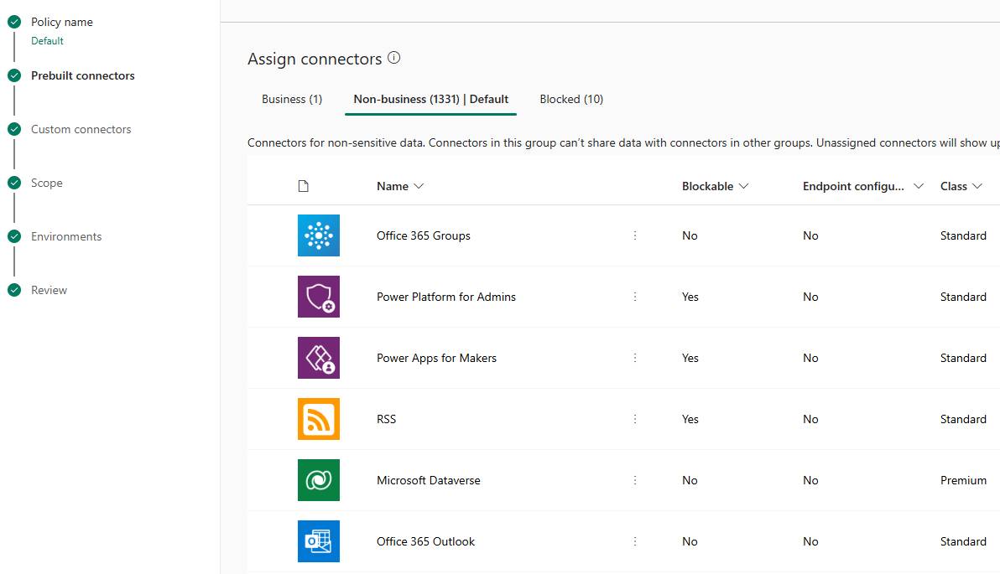 Policy name
Default
Prebuilt connectors
Custom connectors
Scope
Environments
Review
Assign connectors
Business (1) Non-business (1331) | Default Blocked (10)
Connectors for non-sensitive data. Connectors in this group can’t share data with connectors in other groups. Unassigned connectors will show
Name Blockable Endpoint configu... Class
Office 365 Groups No No Standard
Power Platform for Admins Yes No Standard
Power Apps for Makers Yes No Standard
RSS Yes No Standard
Microsoft Dataverse No No Premium
Office 365 Outlook No No Standard